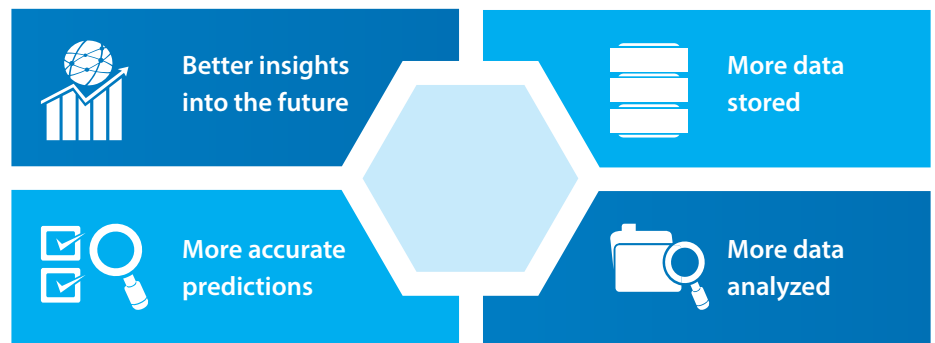 Better insights
into the future
More data
stored
More accurate
predictions
More data
analyzed